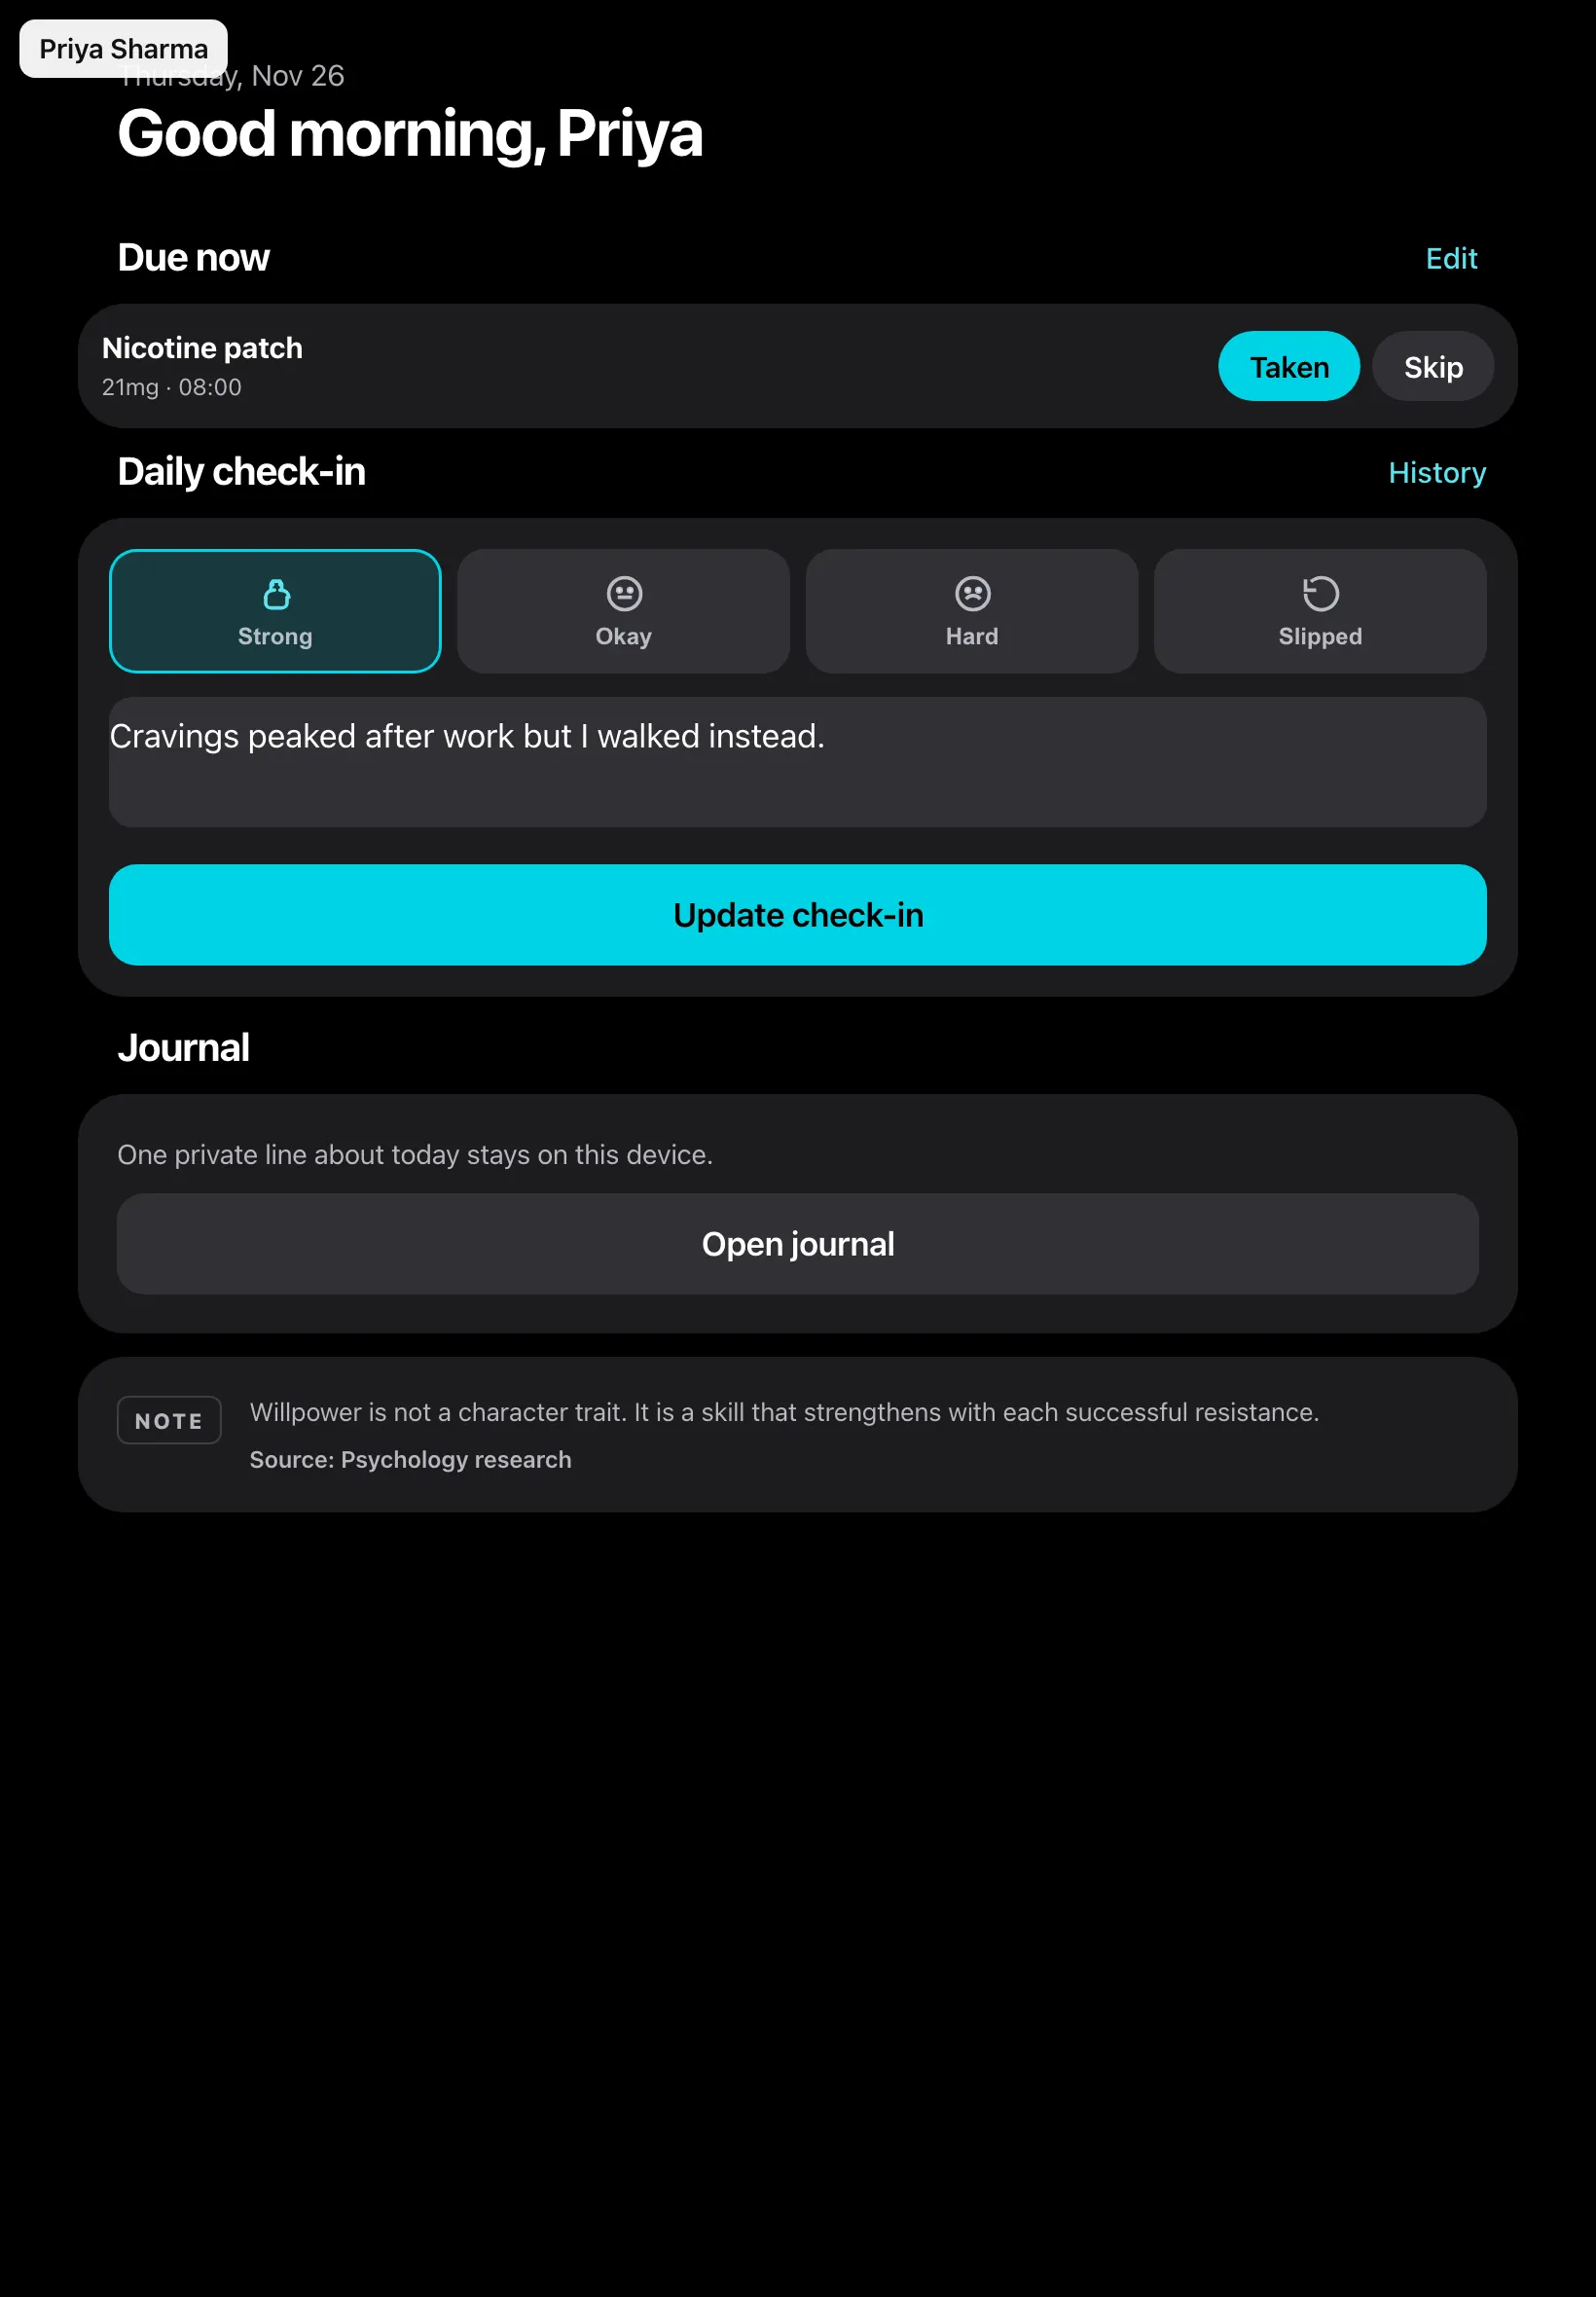 Priya Sharma
Thursday, Nov 26
Good morning, Priya
Due now
Edit
Nicotine patch
21mg · 08:00
Taken
Skip
Daily check-in
History
Strong
Okay
Hard
Slipped
Cravings peaked after work but I walked instead.
Update check-in
Journal
One private line about today stays on this device.
Open journal
NOTE
Willpower is not a character trait. It is a skill that strengthens with each successful resistance.
Source: Psychology research